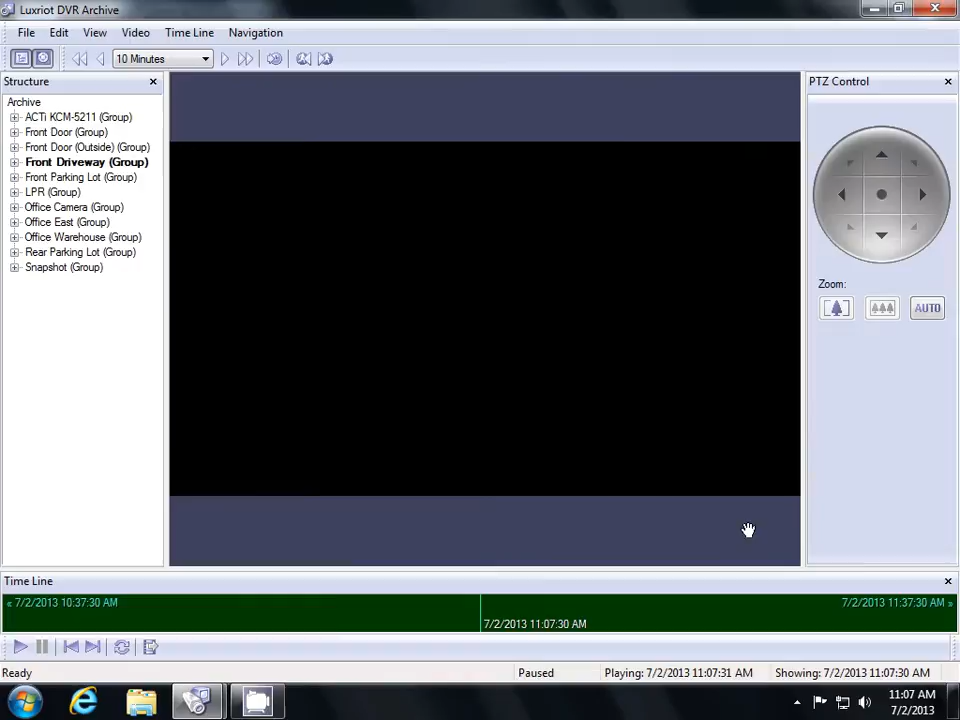 Luxriot DVR Archive
File Edit View Video Time Line Navigation
10 Minutes
Structure
Archive
ACTi KCM-5211 (Group)
Front Door (Group)
Front Door (Outside) (Group)
Front Driveway (Group)
Front Parking Lot (Group)
LPR (Group)
Office Camera (Group)
Office East (Group)
Office Warehouse (Group)
Rear Parking Lot (Group)
Snapshot (Group)
PTZ Control
Zoom:
AUTO
Time Line
« 7/2/2013 10:37:30 AM
7/2/2013 11:37:30 AM »
7/2/2013 11:07:30 AM
Ready
Paused
Playing: 7/2/2013 11:07:31 AM
Showing: 7/2/2013 11:07:30 AM
11:07 AM
7/2/2013